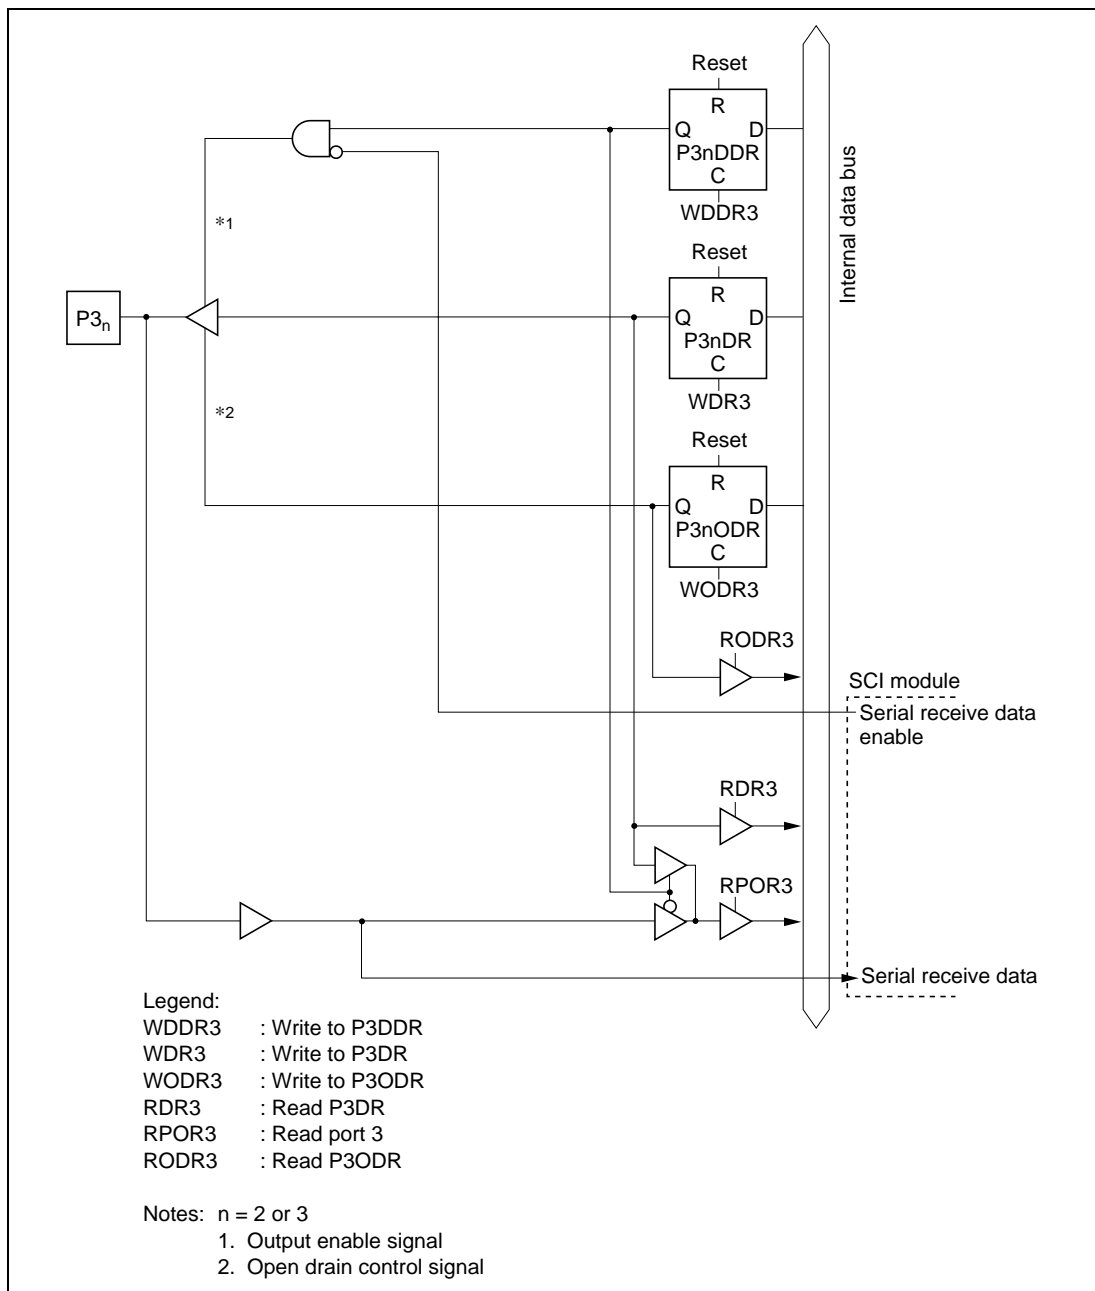 Reset
R
Q D
P3nDDR
C
WDDR3
Internal data bus
*1
Reset
R
P3n
Q D
P3nDR
C
WDR3
*2
Reset
R
Q D
P3nODR
C
WODR3
RODR3
SCI module
Serial receive data
enable
RDR3
RPOR3
Serial receive data
Legend:
WDDR3 : Write to P3DDR
WDR3 : Write to P3DR
WODR3 : Write to P3ODR
RDR3 : Read P3DR
RPOR3 : Read port 3
RODR3 : Read P3ODR
Notes: n = 2 or 3
1. Output enable signal
2. Open drain control signal